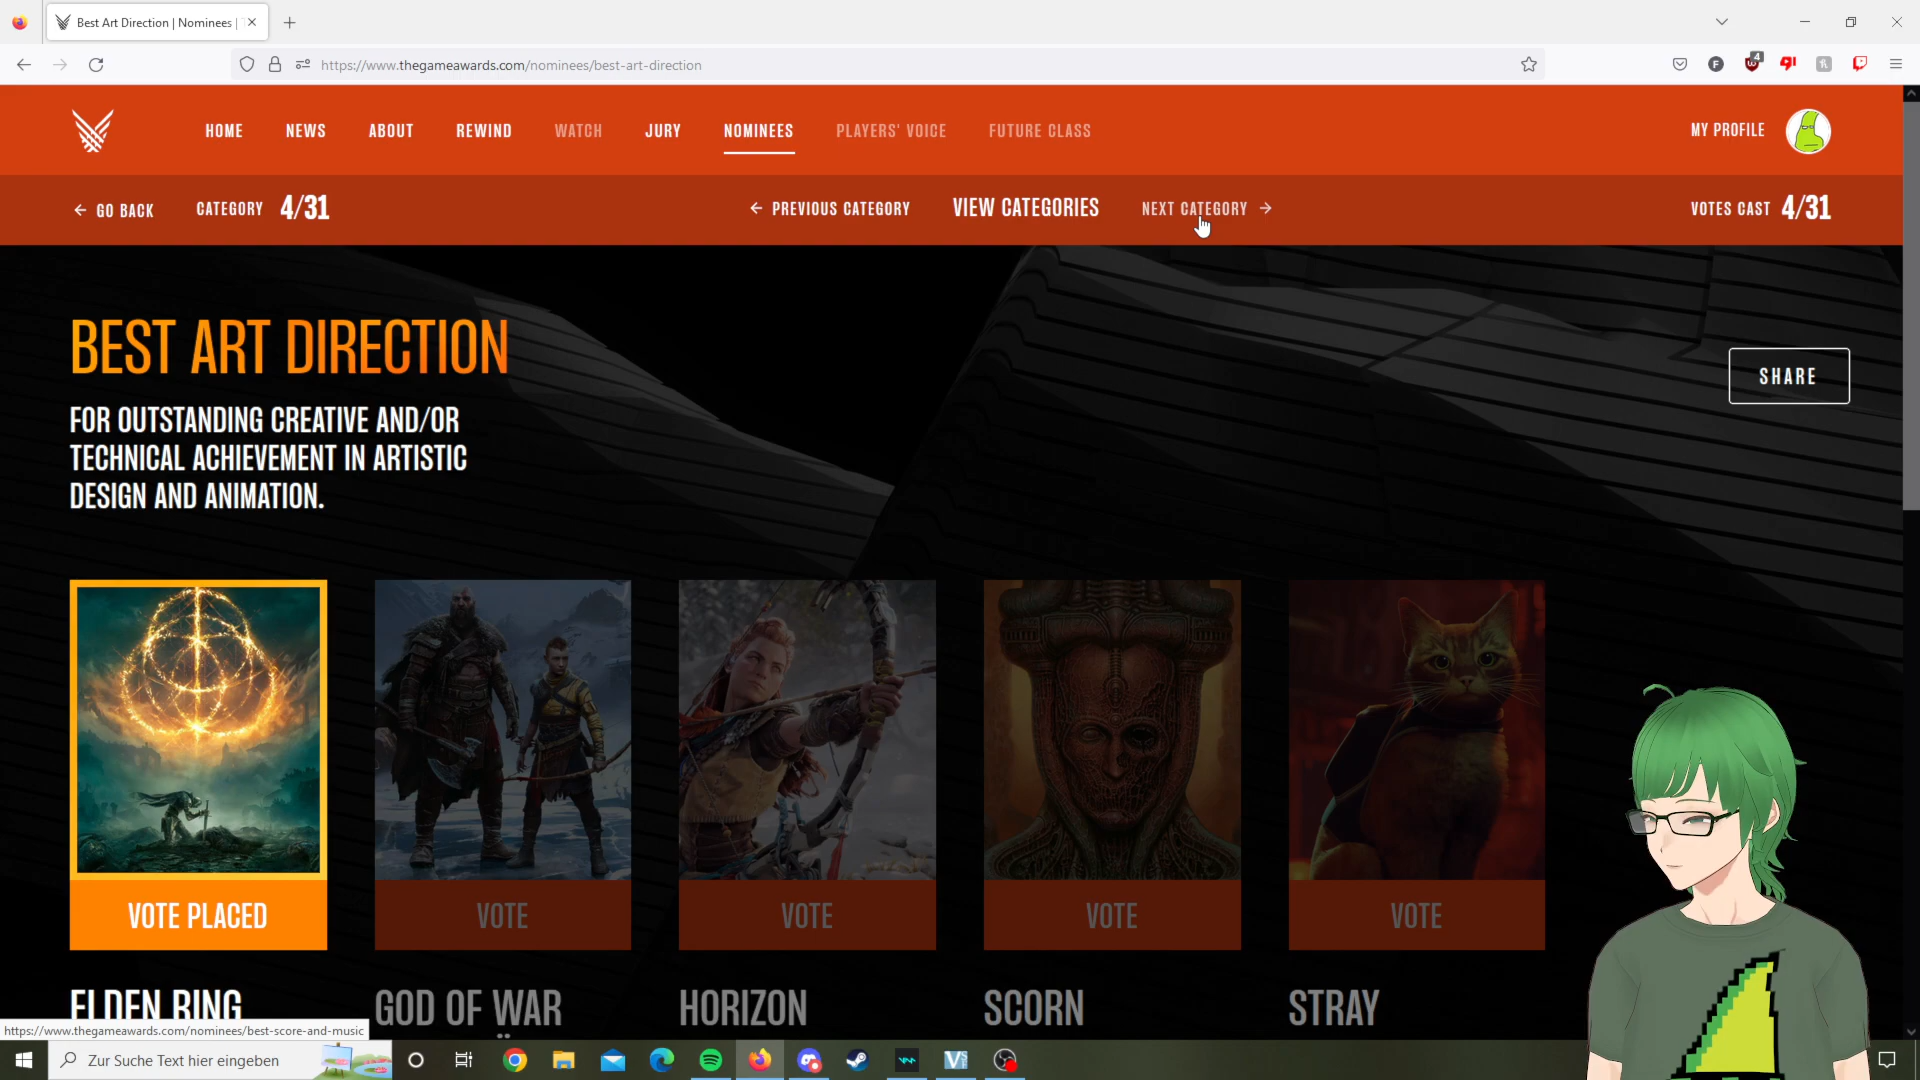 Best Art Direction | Nominees |
https://www.thegameawards.com/nominees/best-art-direction
4
HOME
NEWS
ABOUT
REWIND
WATCH
JURY
NOMINEES
PLAYERS' VOICE
FUTURE CLASS
MY PROFILE
← GO BACK
CATEGORY 4/31
← PREVIOUS CATEGORY
VIEW CATEGORIES
NEXT CATEGORY →
VOTES CAST 4/31
BEST ART DIRECTION
FOR OUTSTANDING CREATIVE AND/OR
TECHNICAL ACHIEVEMENT IN ARTISTIC
DESIGN AND ANIMATION.
SHARE
VOTE PLACED
VOTE
VOTE
VOTE
VOTE
ELDEN RING
GOD OF WAR
HORIZON
SCORN
STRAY
https://www.thegameawards.com/nominees/best-score-and-music
Zur Suche Text hier eingeben